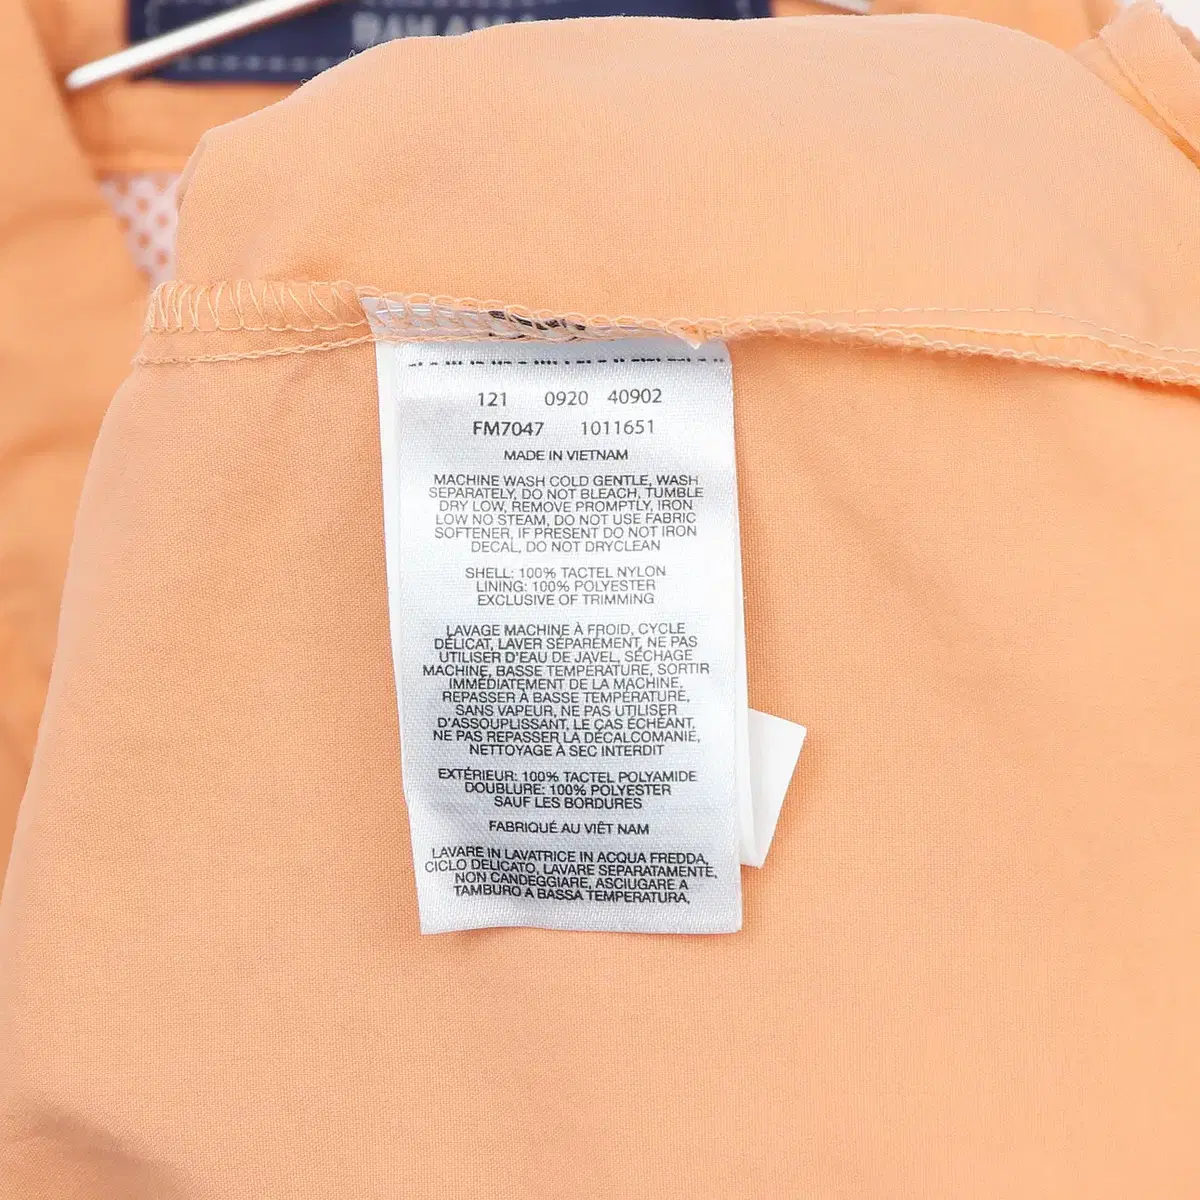 121 0920 40902
FM7047 1011651
MADE IN VIETNAM
MACHINE WASH COLD GENTLE, WASH
SEPARATELY, DO NOT BLEACH, TUMBLE
DRY LOW, REMOVE PROMPTLY, IRON
LOW NO STEAM, DO NOT USE FABRIC
SOFTENER, IF PRESENT DO NOT IRON
DECAL, DO NOT DRYCLEAN
SHELL: 100% TACTEL NYLON
LINING: 100% POLYESTER
EXCLUSIVE OF TRIMMING
LAVAGE MACHINE À FROID, CYCLE
DÉLICAT, LAVER SÉPARÉMENT, NE PAS
UTILISER D'EAU DE JAVEL, SÉCHAGE
MACHINE, BASSE TEMPÉRATURE, SORTIR
IMMÉDIATEMENT DE LA MACHINE,
REPASSER À BASSE TEMPÉRATURE,
SANS VAPEUR, NE PAS UTILISER
D'ASSOUPLISSANT, LE CAS ÉCHÉANT,
NE PAS REPASSER LA DÉCALCOMANIE,
NETTOYAGE À SEC INTERDIT
EXTÉRIEUR: 100% TACTEL POLYAMIDE
DOUBLURE: 100% POLYESTER
SAUF LES BORDURES
FABRIQUÉ AU VIÊT NAM
LAVARE IN LAVATRICE IN ACQUA FREDDA,
CICLO DELICATO, LAVARE SEPARATAMENTE,
NON CANDEGGIARE, ASCIUGARE A
TAMBURO A BASSA TEMPERATURA,